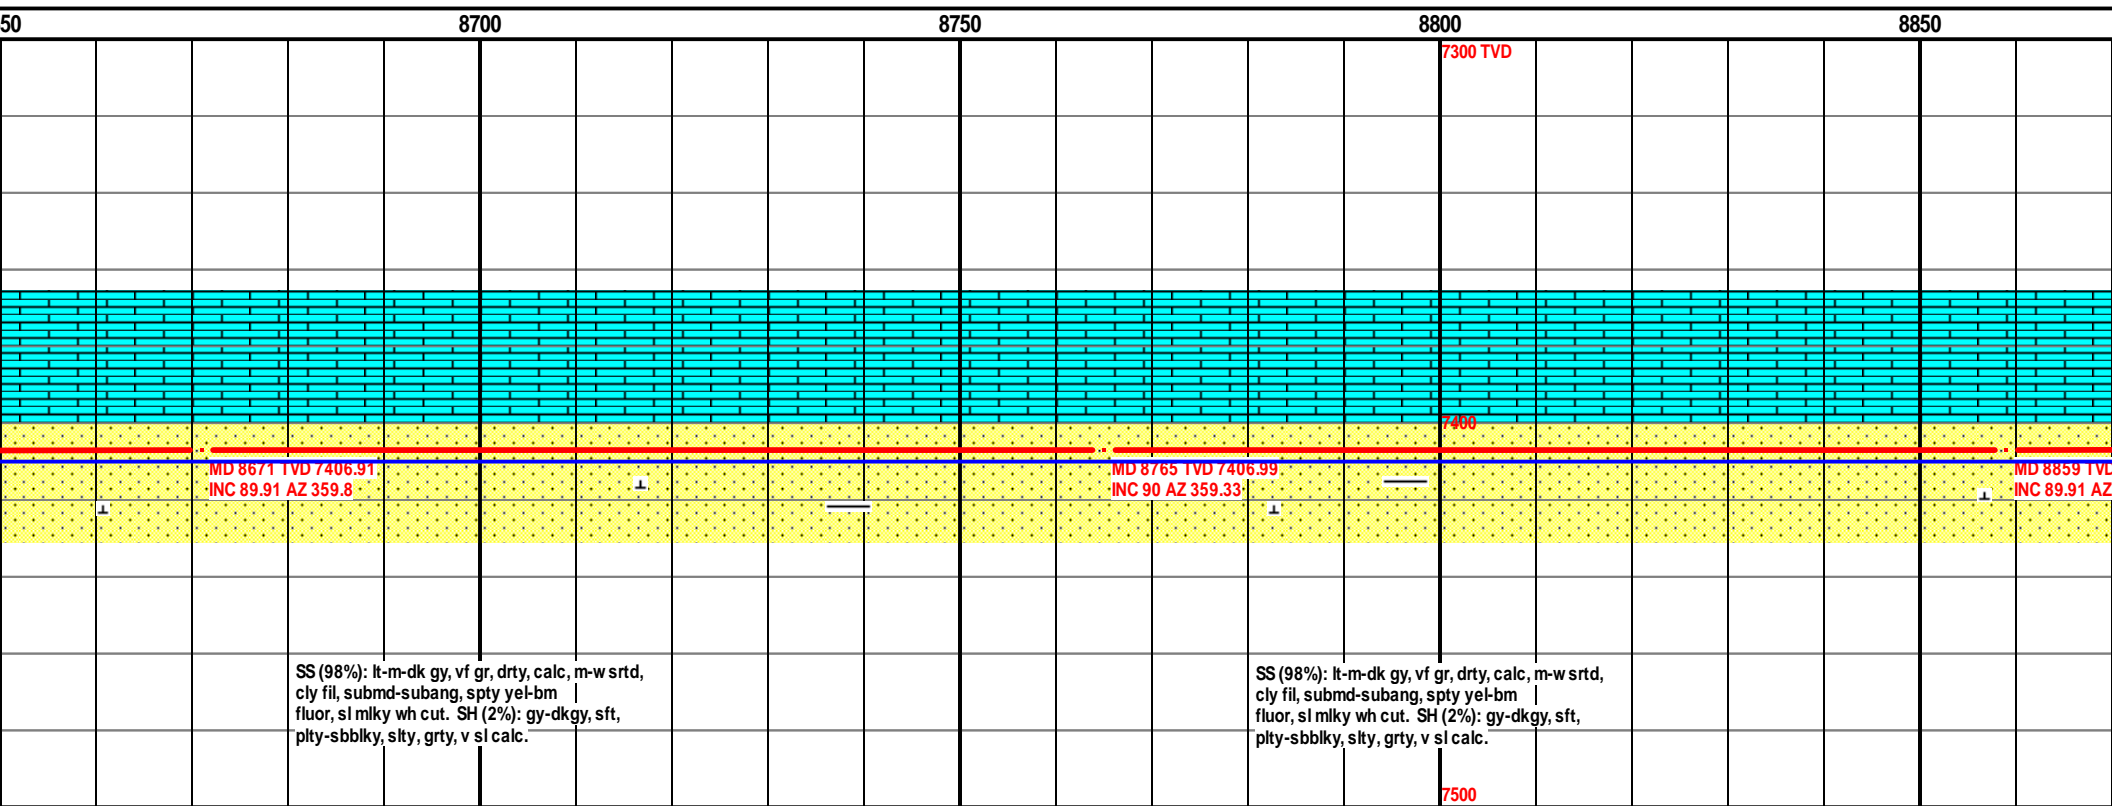 50 8700 8750 8800 8850
7300 TVD
7400
MD 8671 TVD 7406.91
INC 89.91 AZ 359.8
MD 8765 TVD 7406.99
INC 90 AZ 359.33
MD 8859 TVD
INC 89.91 AZ
SS (98%): lt-m-dk gy, vf gr, drty, calc, m-w srtd,
cly fil, submd-subang, spty yel-bm
fluor, sl mlky wh cut. SH (2%): gy-dkgy, sft,
plty-sbblky, slty, grty, v sl calc.
SS (98%): lt-m-dk gy, vf gr, drty, calc, m-w srtd,
cly fil, submd-subang, spty yel-bm
fluor, sl mlky wh cut. SH (2%): gy-dkgy, sft,
plty-sbblky, slty, grty, v sl calc.
7500